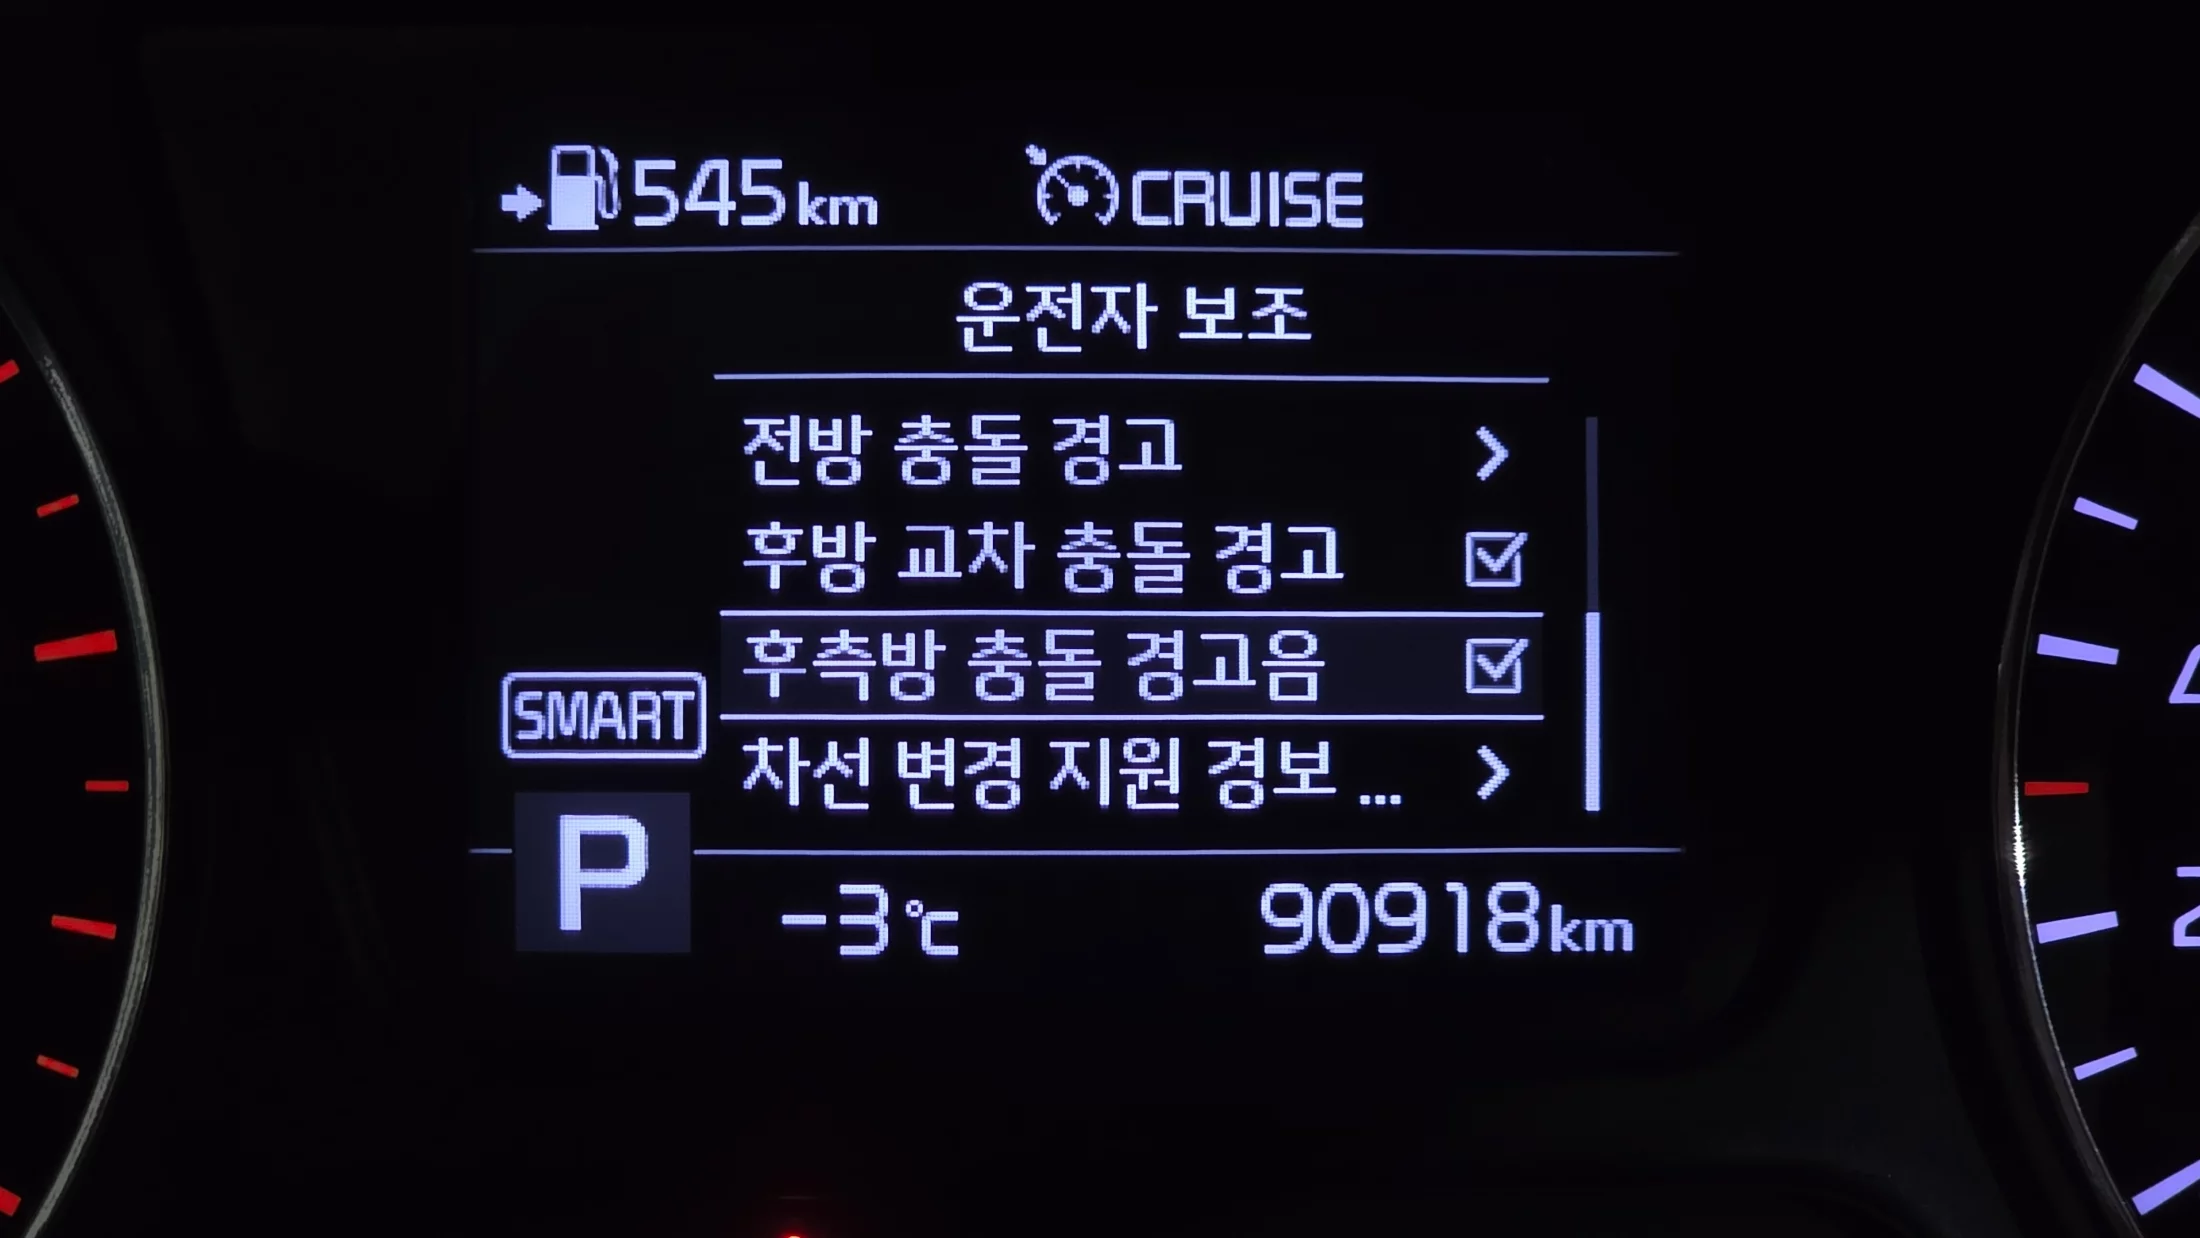 545km CRUISE
운전자 보조
전방 충돌 경고
후방 교차 충돌 경고
후측방 충돌 경고음
SMART
차선 변경 지원 경보 ...
P
-3℃ 90918km